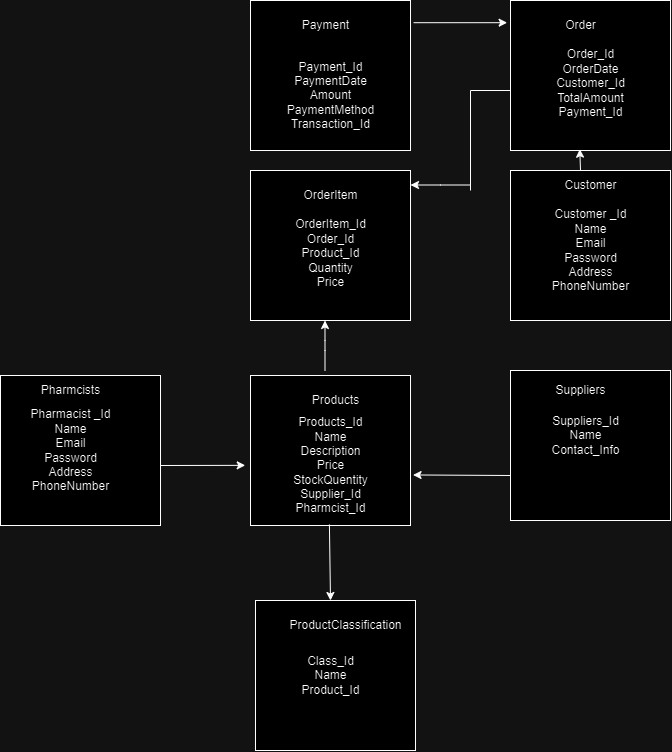 Payment
Payment_Id
PaymentDate
Amount
PaymentMethod
Transaction_Id
Order
Order_Id
OrderDate
Customer_Id
TotalAmount
Payment_Id
OrderItem
OrderItem_Id
Order_Id
Product_Id
Quantity
Price
Customer
Customer _Id
Name
Email
Password
Address
PhoneNumber
Pharmcists
Pharmacist _Id
Name
Email
Password
Address
PhoneNumber
Products
Products_Id
Name
Description
Price
StockQuentity
Supplier_Id
Pharmcist_Id
Suppliers
Suppliers_Id
Name
Contact_Info
ProductClassification
Class_Id
Name
Product_Id